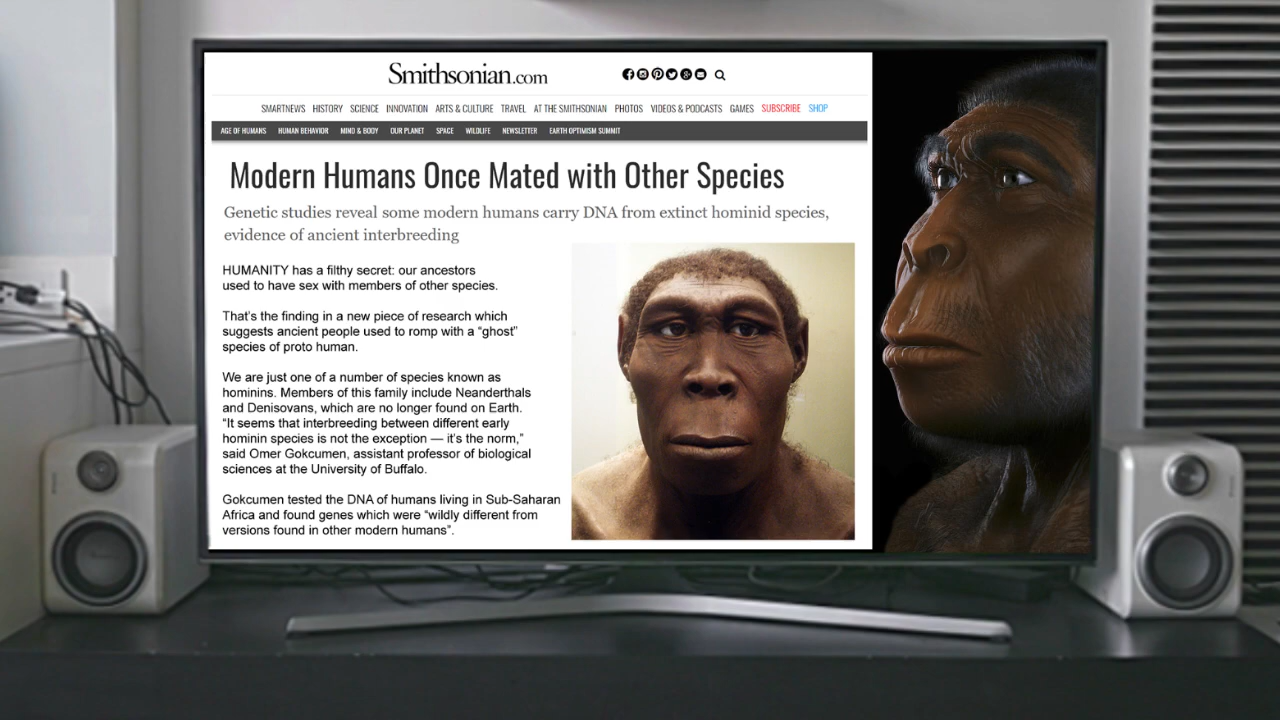 Smithsonian.com
SMARTNEWS HISTORY SCIENCE INNOVATION ARTS & CULTURE TRAVEL AT THE SMITHSONIAN PHOTOS VIDEOS & PODCASTS GAMES SUBSCRIBE SHOP
AGE OF HUMANS HUMAN BEHAVIOR MIND & BODY OUR PLANET SPACE WILDLIFE NEWSLETTER EARTH OPTIMISM SUMMIT
Modern Humans Once Mated with Other Species
Genetic studies reveal some modern humans carry DNA from extinct hominid species,
evidence of ancient interbreeding
HUMANITY has a filthy secret: our ancestors
used to have sex with members of other species.
That's the finding in a new piece of research which
suggests ancient people used to romp with a “ghost”
species of proto human.
We are just one of a number of species known as
hominins. Members of this family include Neanderthals
and Denisovans, which are no longer found on Earth.
“It seems that interbreeding between different early
hominin species is not the exception — it's the norm,”
said Omer Gokcumen, assistant professor of biological
sciences at the University of Buffalo.
Gokcumen tested the DNA of humans living in Sub-Saharan
Africa and found genes which were “wildly different from
versions found in other modern humans”.